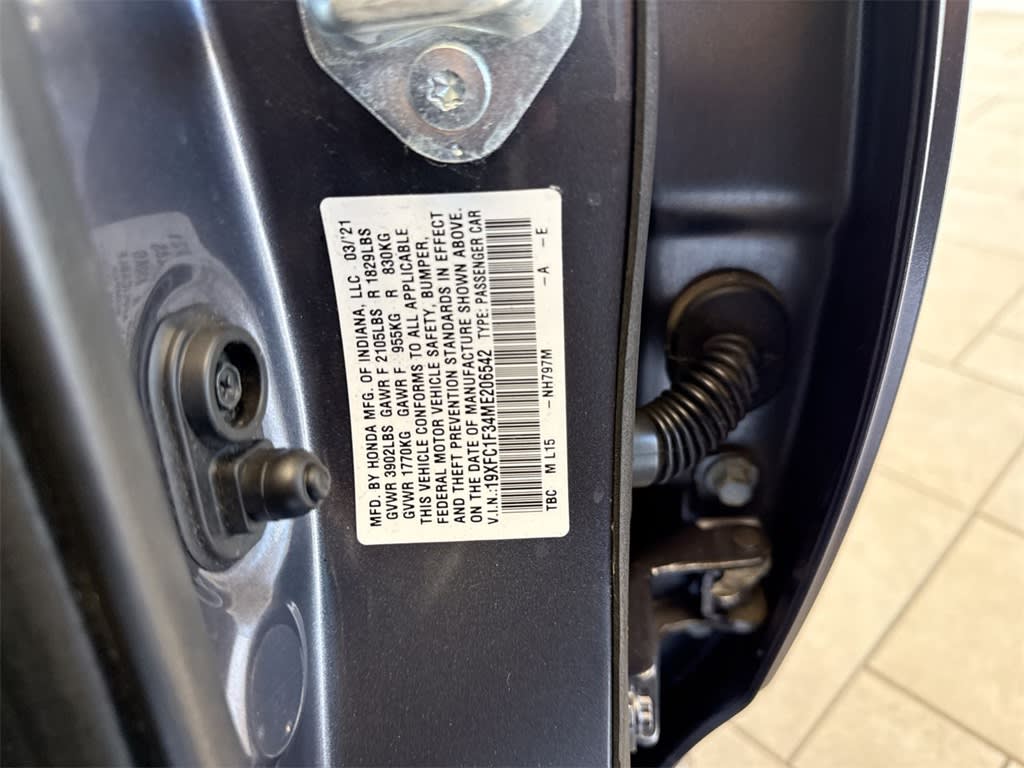 MFD. BY HONDA MFG. OF INDIANA, LLC 03/'21
GVWR 3902LBS GAWR F 2105LBS R 1829LBS
GVWR 1770KG GAWR F 955KG R 830KG
THIS VEHICLE CONFORMS TO ALL APPLICABLE
FEDERAL MOTOR VEHICLE SAFETY, BUMPER,
AND THEFT PREVENTION STANDARDS IN EFFECT
ON THE DATE OF MANUFACTURE SHOWN ABOVE.
V.I.N.:19XFC1F34ME206542 TYPE: PASSENGER CAR
TBC M L15 -NH797M -A -E